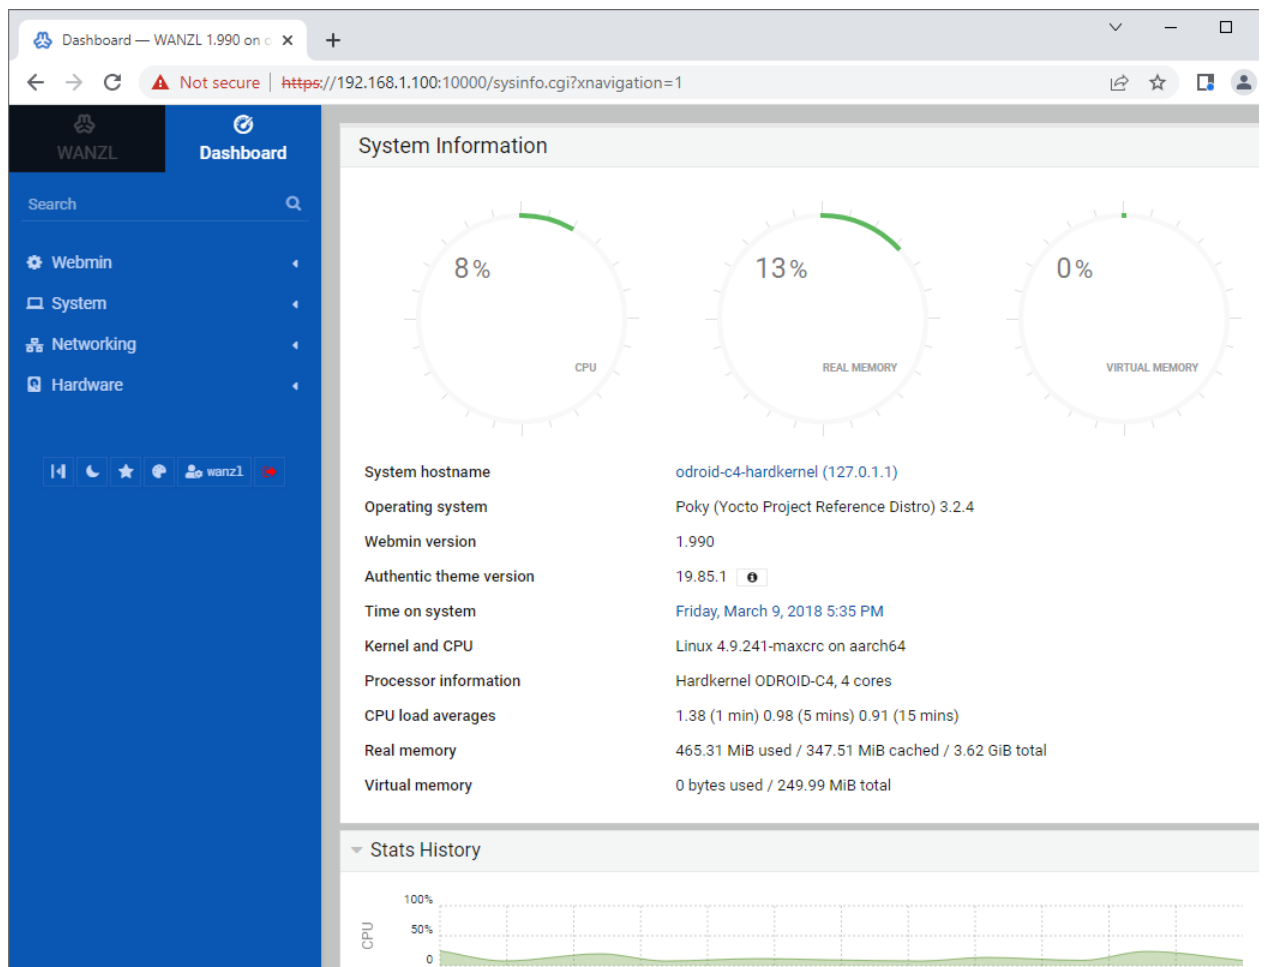 Dashboard — WANZL 1.990 on
Not secure https://192.168.1.100:10000/sysinfo.cgi?xnavigation=1
WANZL
Dashboard
Search
Webmin
System
Networking
Hardware
wanzl
System Information
8%
CPU
13%
REAL MEMORY
0%
VIRTUAL MEMORY
System hostname odroid-c4-hardkernel (127.0.1.1)
Operating system Poky (Yocto Project Reference Distro) 3.2.4
Webmin version 1.990
Authentic theme version 19.85.1
Time on system Friday, March 9, 2018 5:35 PM
Kernel and CPU Linux 4.9.241-maxcrc on aarch64
Processor information Hardkernel ODROID-C4, 4 cores
CPU load averages 1.38 (1 min) 0.98 (5 mins) 0.91 (15 mins)
Real memory 465.31 MiB used / 347.51 MiB cached / 3.62 GiB total
Virtual memory 0 bytes used / 249.99 MiB total
Stats History
CPU
100%
50%
0